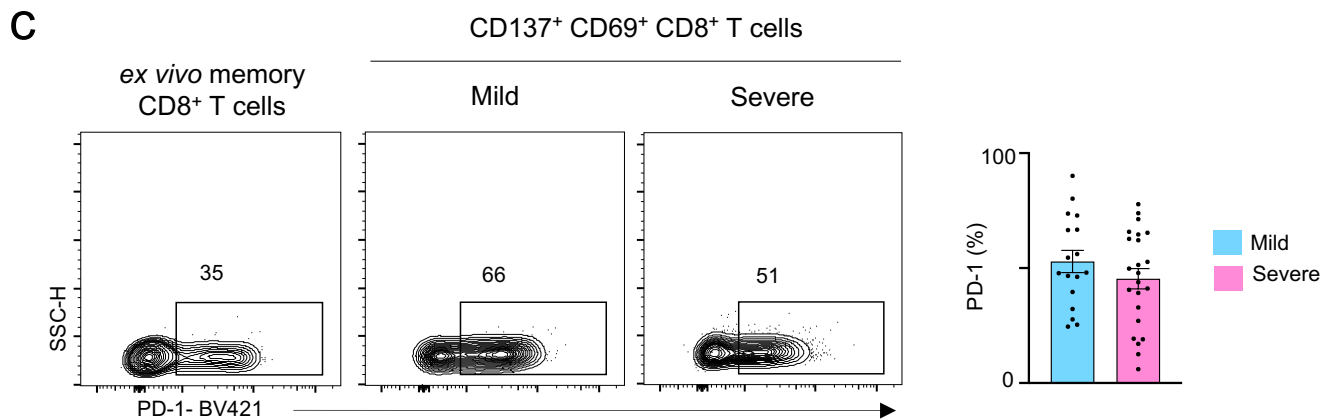 C
CD137⁺ CD69⁺ CD8⁺ T cells
ex vivo memory
CD8⁺ T cells
Mild
Severe
35
66
51
SSC-H
PD-1- BV421
100
0
PD-1 (%)
Mild
Severe